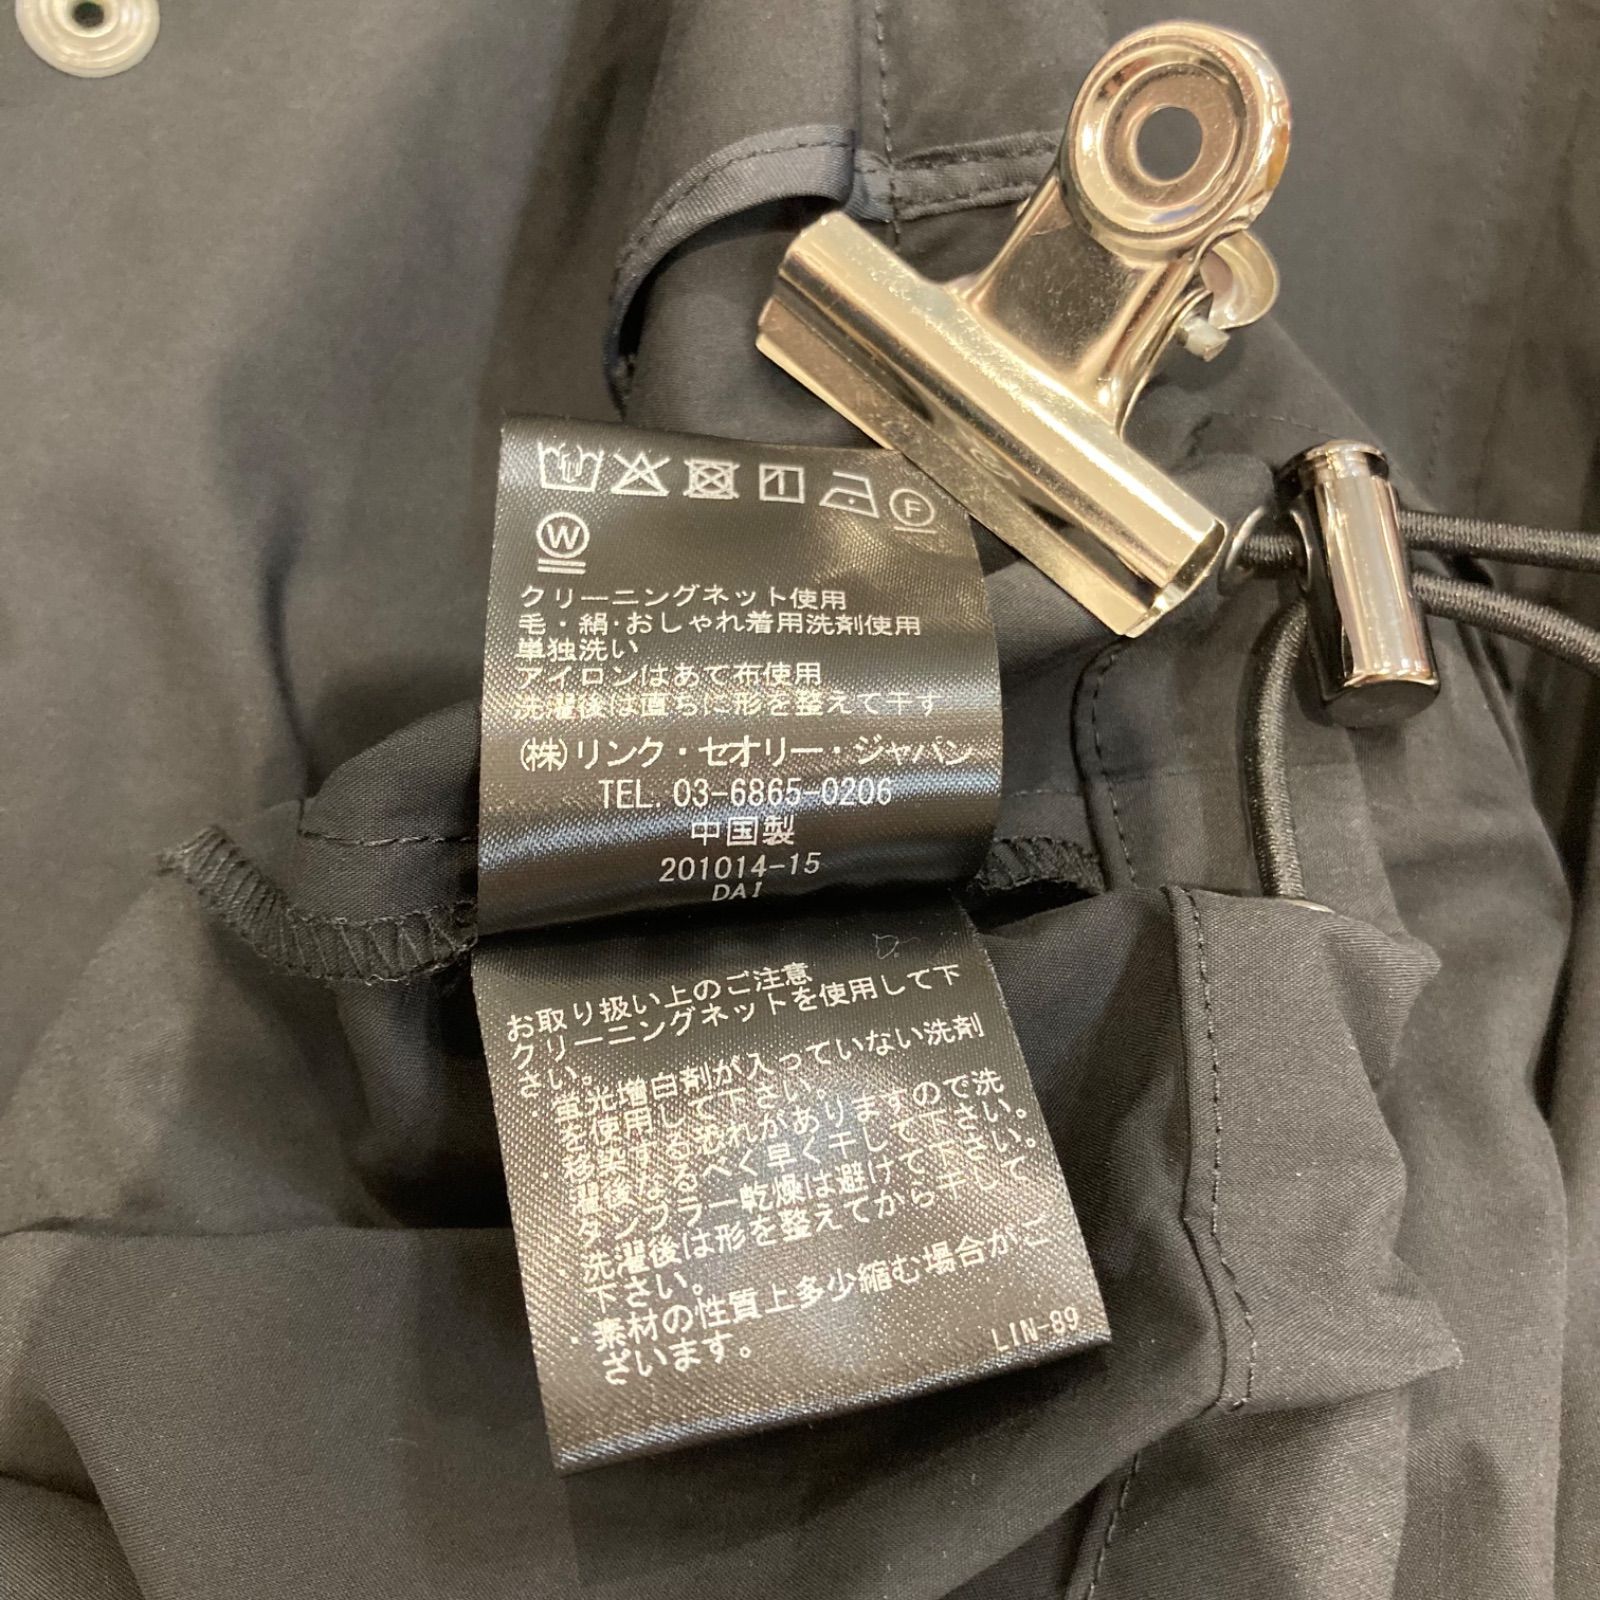 F
W
クリーニングネット使用
毛・絹・おしゃれ着用洗剤使用
単独洗い
アイロンはあて布使用
洗濯後は直ちに形を整えて干す
(株)リンク・セオリー・ジャパン
TEL. 03-6865-0206
中国製
201014-15
DAI
お取り扱い上のご注意
クリーニングネットを使用して下
さい。
・蛍光増白剤が入っていない洗剤
を使用して下さい。
・移染する恐れがありますので洗
濯後なるべく早く干して下さい。
タンブラー乾燥は避けて下さい。
・洗濯後は形を整えてから干して
下さい。
・素材の性質上多少縮む場合がご
ざいます。
LIN-89